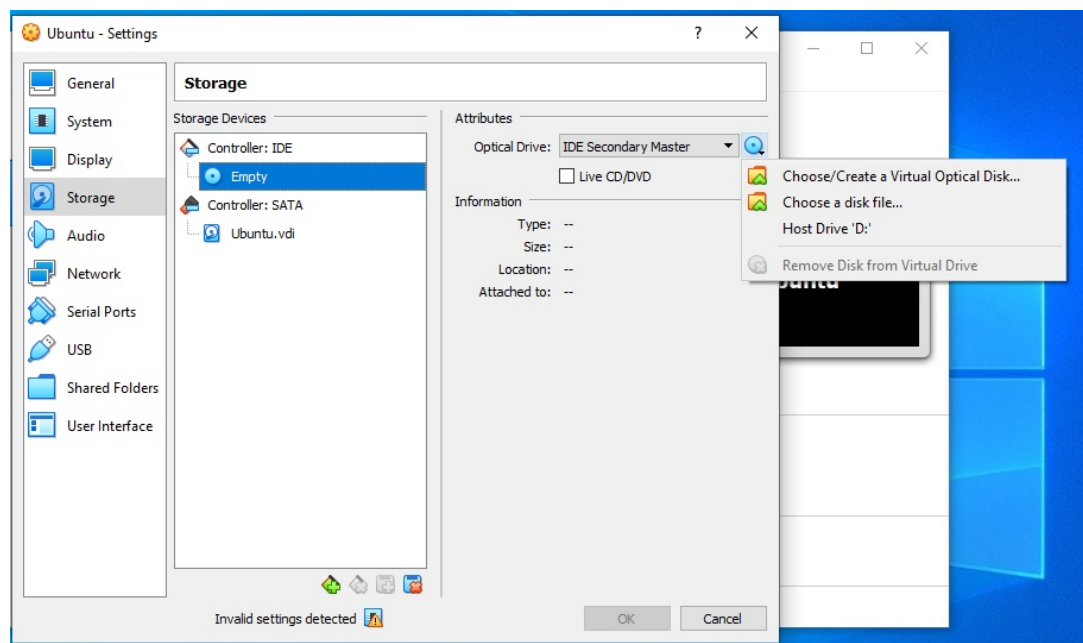 Ubuntu - Settings
General
System
Display
Storage
Audio
Network
Serial Ports
USB
Shared Folders
User Interface
Storage
Storage Devices
Controller: IDE
Empty
Controller: SATA
Ubuntu.vdi
Attributes
Optical Drive: IDE Secondary Master
Live CD/DVD
Information
Type: --
Size: --
Location: --
Attached to: --
Choose/Create a Virtual Optical Disk...
Choose a disk file...
Host Drive 'D:'
Remove Disk from Virtual Drive
Invalid settings detected
OK
Cancel